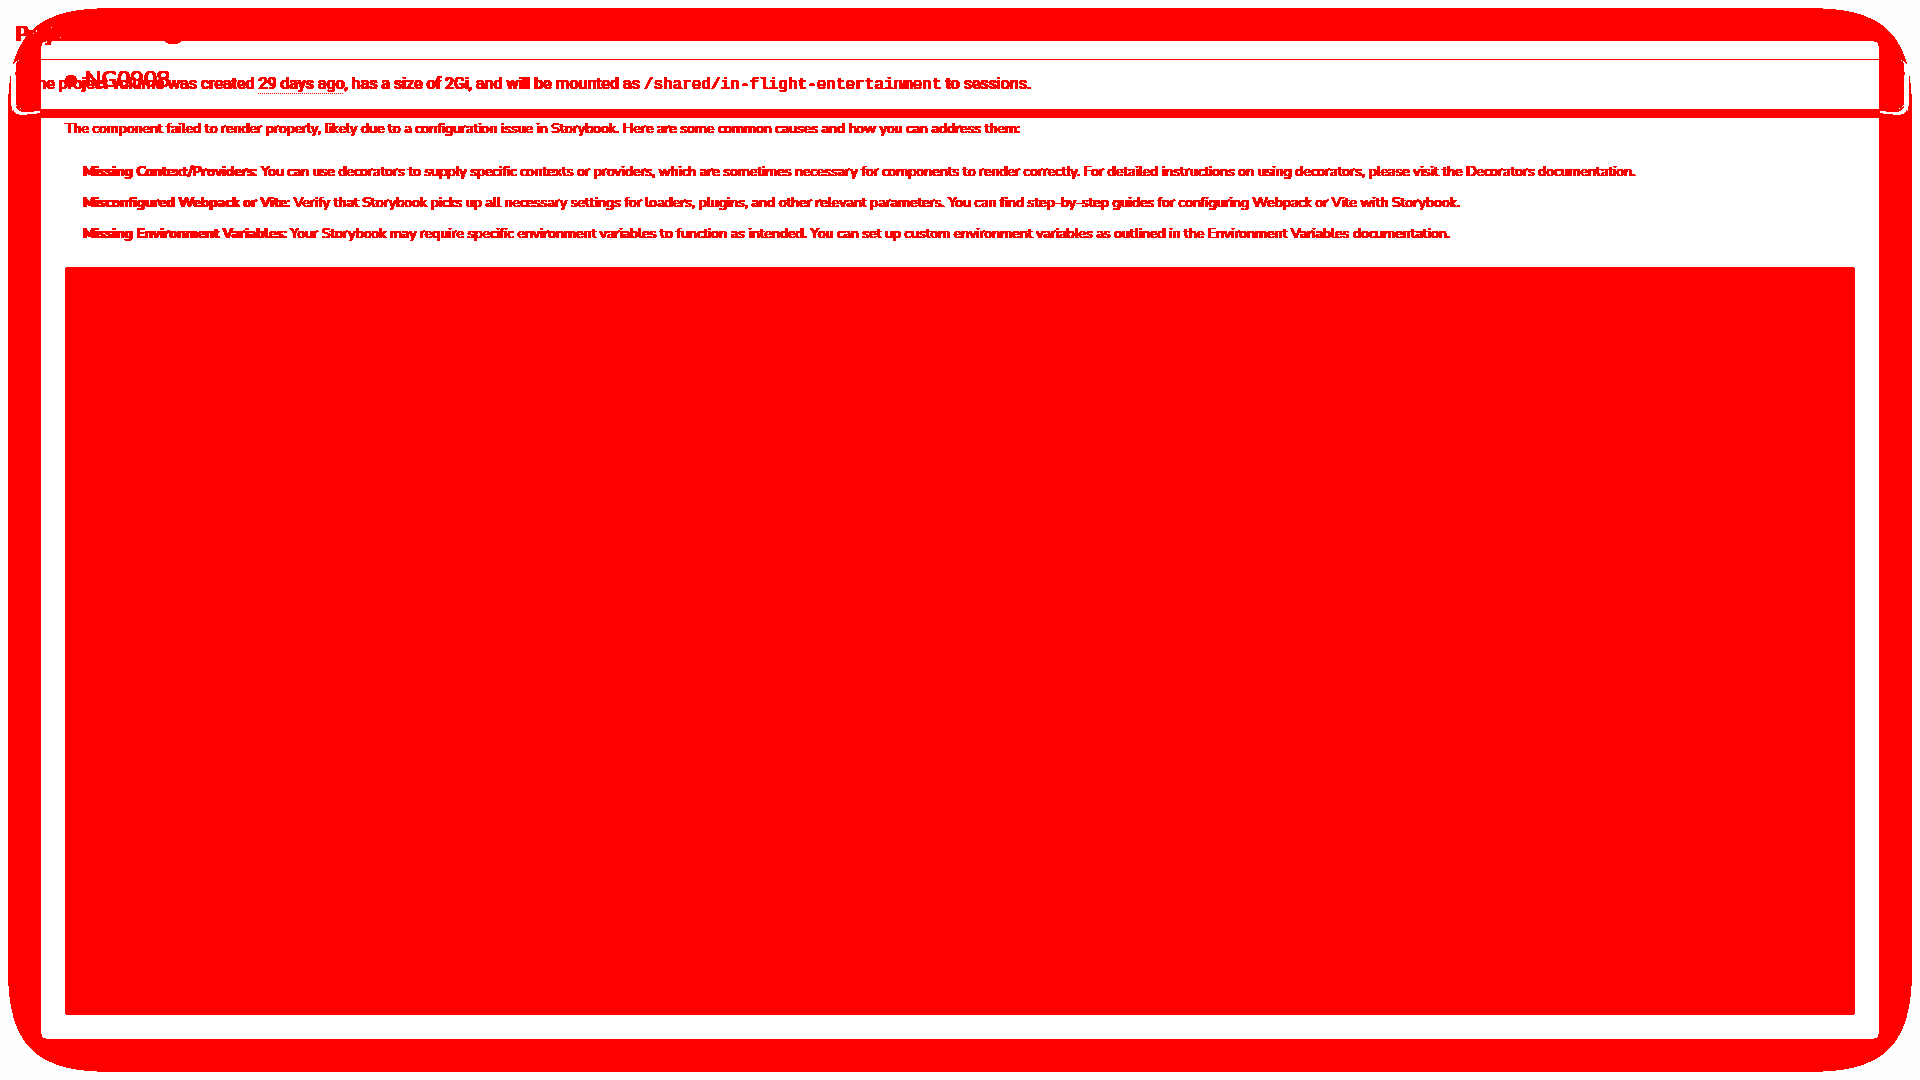 NG0908
project volume was created 29 days ago, has a size of 2Gi, and will be mounted as /shared/in-flight-entertainment to sessions.
The component failed to render properly, likely due to a configuration issue in Storybook. Here are some common causes and how you can address them:
Missing Context/Providers: You can use decorators to supply specific contexts or providers, which are sometimes necessary for components to render correctly. For detailed instructions on using decorators, please visit the Decorators documentation.
Misconfigured Webpack or Vite: Verify that Storybook picks up all necessary settings for loaders, plugins, and other relevant parameters. You can find step-by-step guides for configuring Webpack or Vite with Storybook.
Missing Environment Variables: Your Storybook may require specific environment variables to function as intended. You can set up custom environment variables as outlined in the Environment Variables documentation.